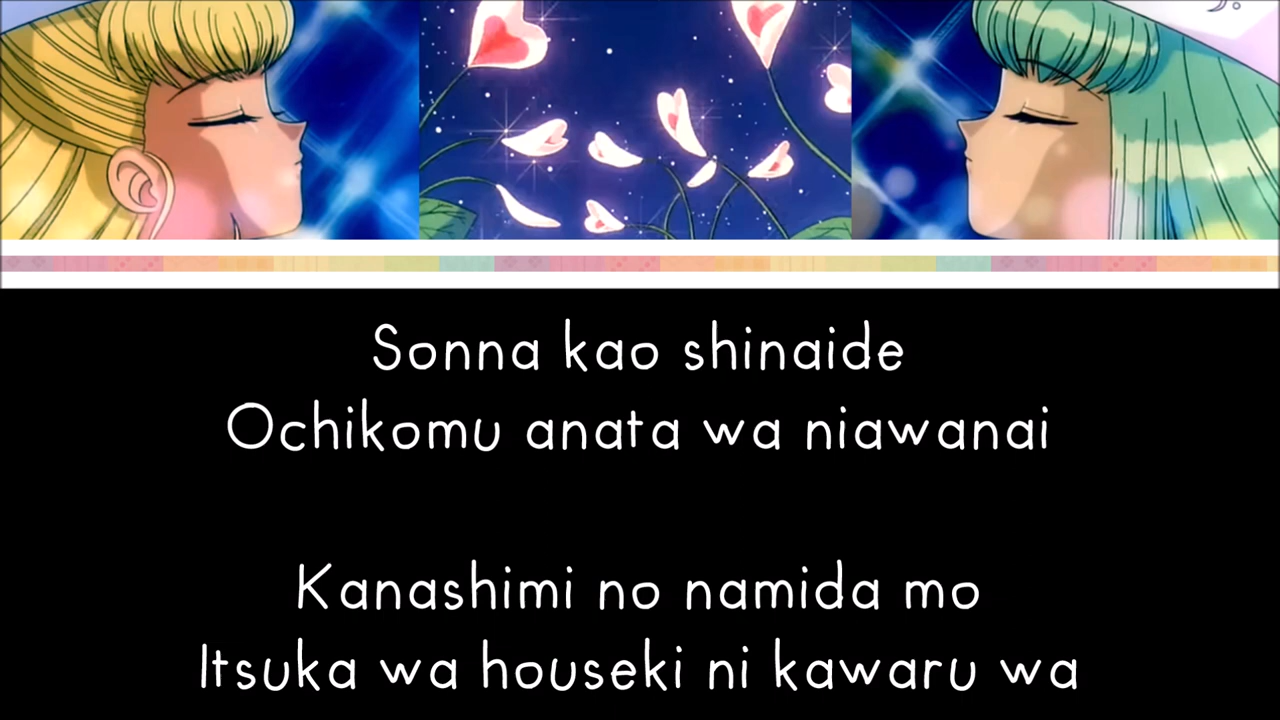 Sonna kao shinaide
Ochikomu anata wa niawanai
Kanashimi no namida mo
Itsuka wa houseki ni kawaru wa